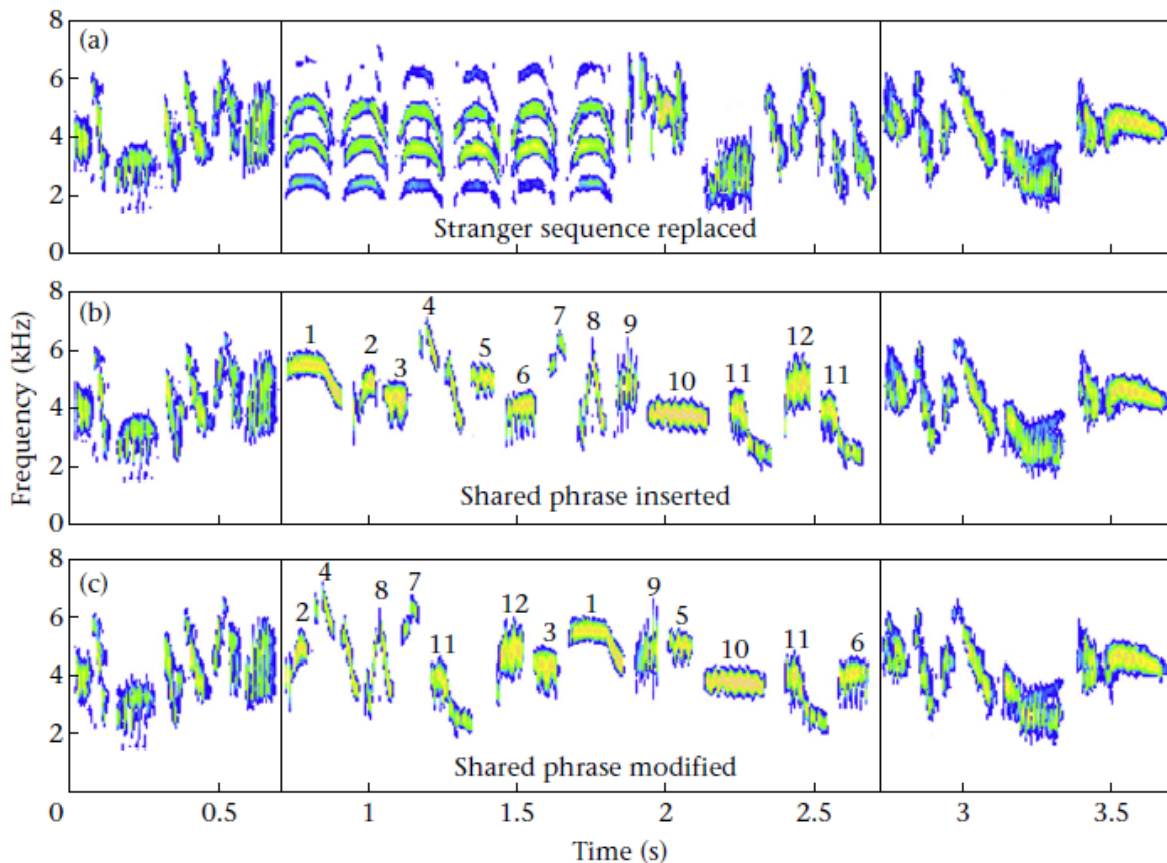 8
(a)
6
4
2
0
Stranger sequence replaced
8
(b)
1 2 3 4 5 6 7 8 9 10 11 12 11
6
4
2
0
Shared phrase inserted
8
(c)
2 4 8 7 11 12 3 1 9 5 10 11 6
6
4
2
Shared phrase modified
0 0.5 1 1.5 2 2.5 3 3.5
Time (s)
Frequency (kHz)